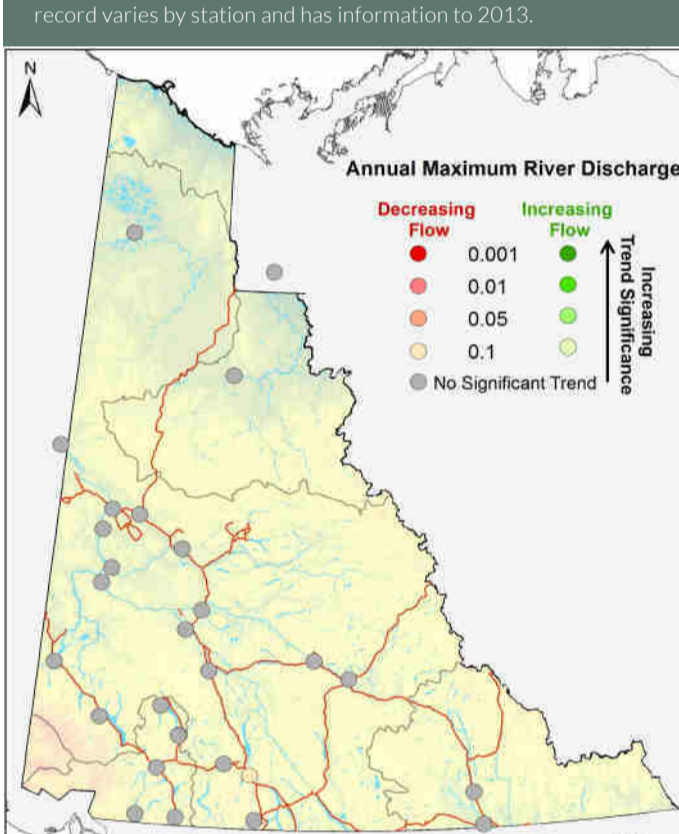 record varies by station and has information to 2013.
N
Annual Maximum River Discharge
Decreasing Flow
Increasing Flow
0.001
0.01
0.05
0.1
No Significant Trend
Increasing
Trend Significance